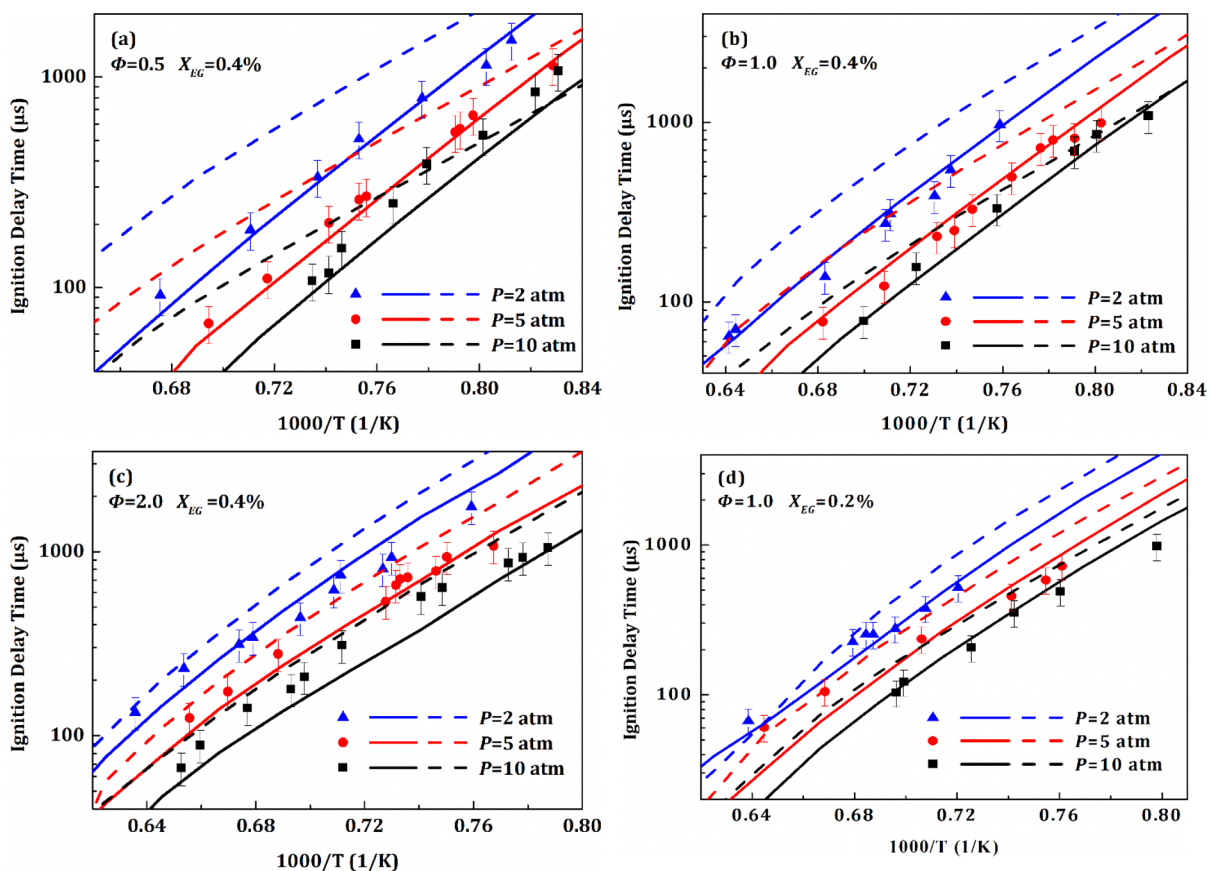 (a)
Φ=0.5 X_EG=0.4%
1000
100
Ignition Delay Time (μs)
P=2 atm
P=5 atm
P=10 atm
0.68 0.72 0.76 0.80 0.84
1000/T (1/K)
(b)
Φ=1.0 X_EG=0.4%
1000
100
Ignition Delay Time (μs)
P=2 atm
P=5 atm
P=10 atm
0.64 0.68 0.72 0.76 0.80 0.84
1000/T (1/K)
(c)
Φ=2.0 X_EG=0.4%
1000
100
Ignition Delay Time (μs)
P=2 atm
P=5 atm
P=10 atm
0.64 0.68 0.72 0.76 0.80
1000/T (1/K)
(d)
Φ=1.0 X_EG=0.2%
1000
100
Ignition Delay Time (μs)
P=2 atm
P=5 atm
P=10 atm
0.64 0.68 0.72 0.76 0.80
1000/T (1/K)